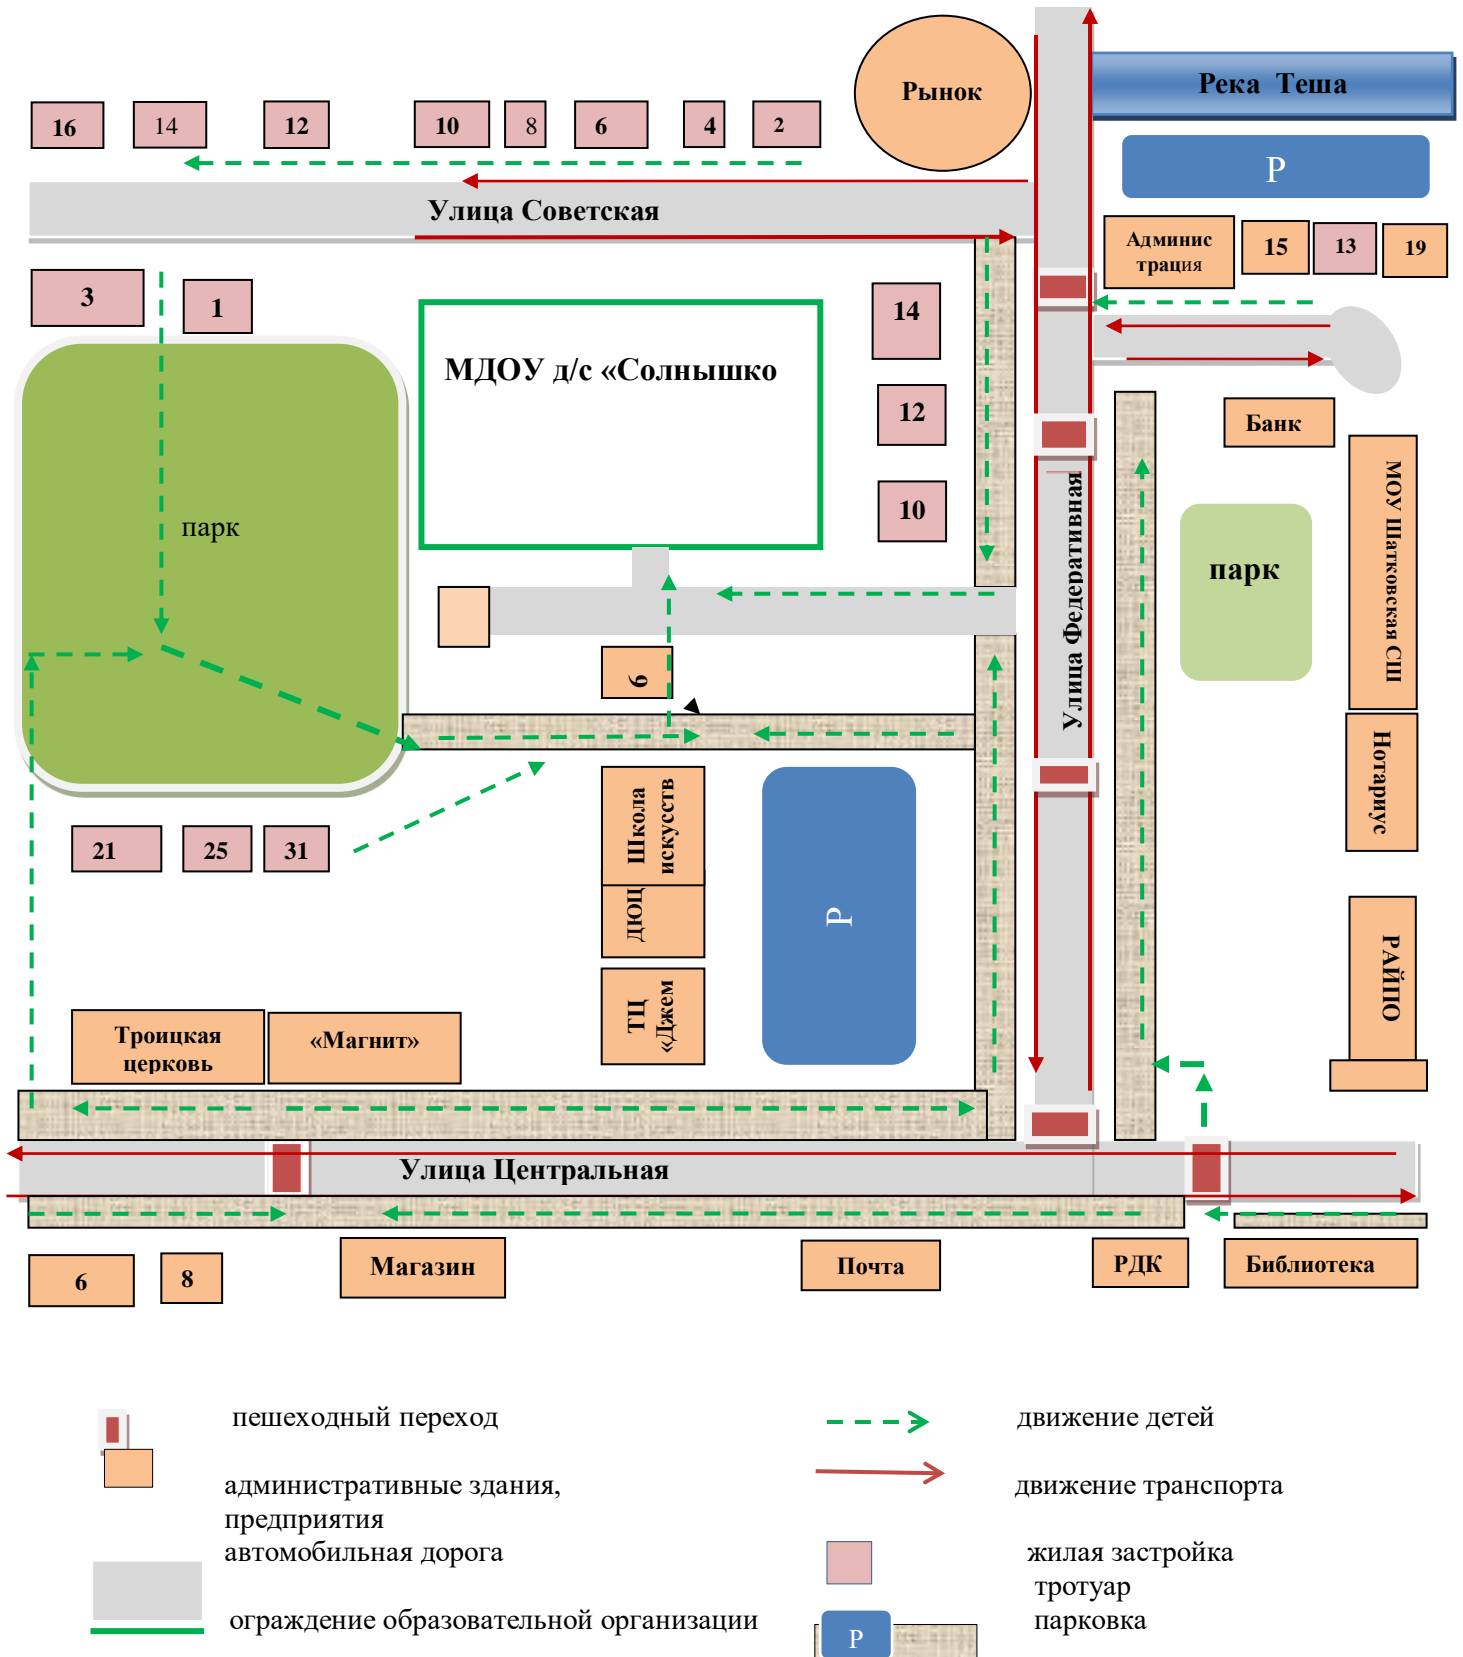 Рынок
Река Теша
16
14
12
10
8
6
4
2
Р
Улица Советская
Админис
трация
15
13
19
3
1
14
МДОУ д/с «Солнышко
12
Банк
10
МОУ Шатковская СШ
парк
Улица Федеративная
парк
6
Нотариус
21
25
31
Школа
искусств
ДЮЦ
Р
РАЙПО
ТЦ
«Джем
Троицкая
церковь
«Магнит»
Улица Центральная
6
8
Магазин
Почта
РДК
Библиотека
пешеходный переход
движение детей
административные здания,
предприятия
движение транспорта
автомобильная дорога
жилая застройка
тротуар
ограждение образовательной организации
парковка
Р